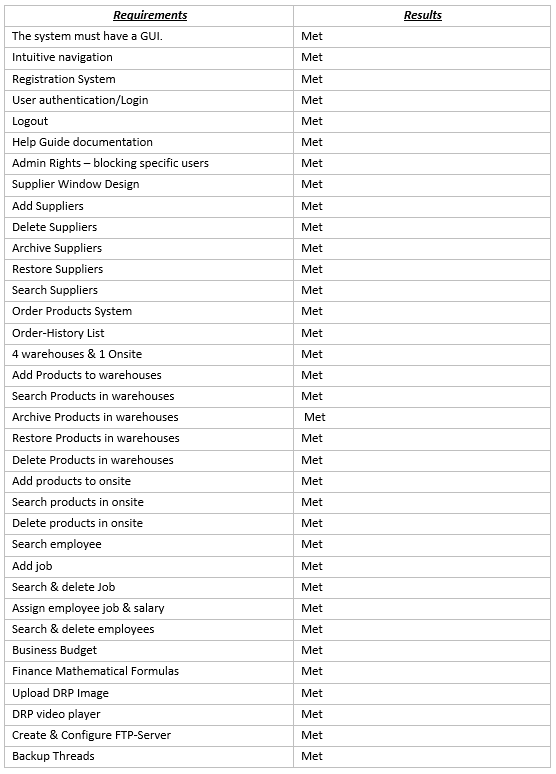 Requirements Results
The system must have a GUI. Met
Intuitive navigation Met
Registration System Met
User authentication/Login Met
Logout Met
Help Guide documentation Met
Admin Rights – blocking specific users Met
Supplier Window Design Met
Add Suppliers Met
Delete Suppliers Met
Archive Suppliers Met
Restore Suppliers Met
Search Suppliers Met
Order Products System Met
Order-History List Met
4 warehouses & 1 Onsite Met
Add Products to warehouses Met
Search Products in warehouses Met
Archive Products in warehouses Met
Restore Products in warehouses Met
Delete Products in warehouses Met
Add products to onsite Met
Search products in onsite Met
Delete products in onsite Met
Search employee Met
Add job Met
Search & delete Job Met
Assign employee job & salary Met
Search & delete employees Met
Business Budget Met
Finance Mathematical Formulas Met
Upload DRP Image Met
DRP video player Met
Create & Configure FTP-Server Met
Backup Threads Met